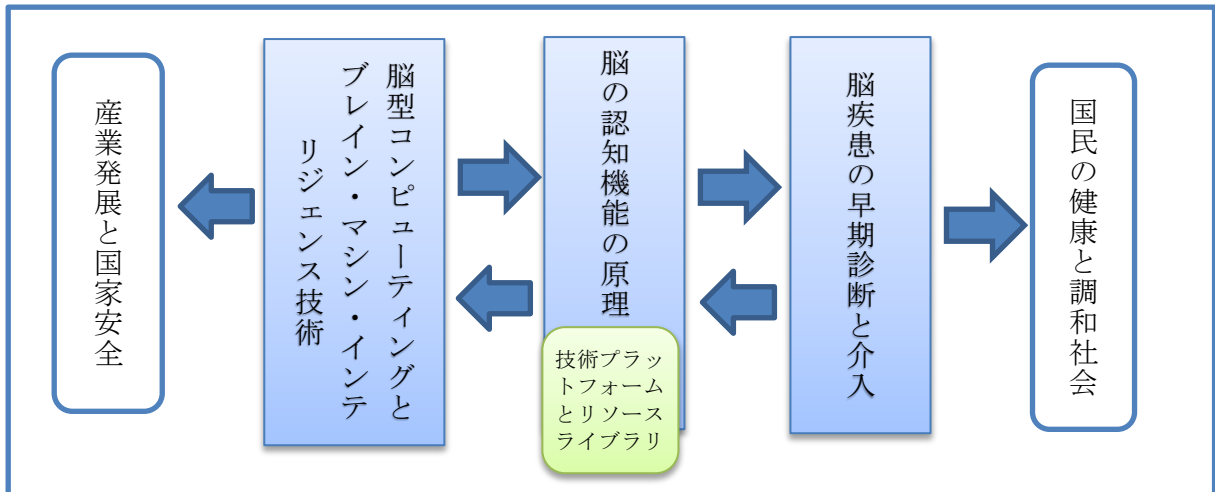 産業発展と国家安全
脳型コンピューティングと
ブレイン・マシン・インテ
リジェンス技術
脳の認知機能の原理
技術プラッ
トフォーム
とリソース
ライブラリ
脳疾患の早期診断と介入
国民の健康と調和社会